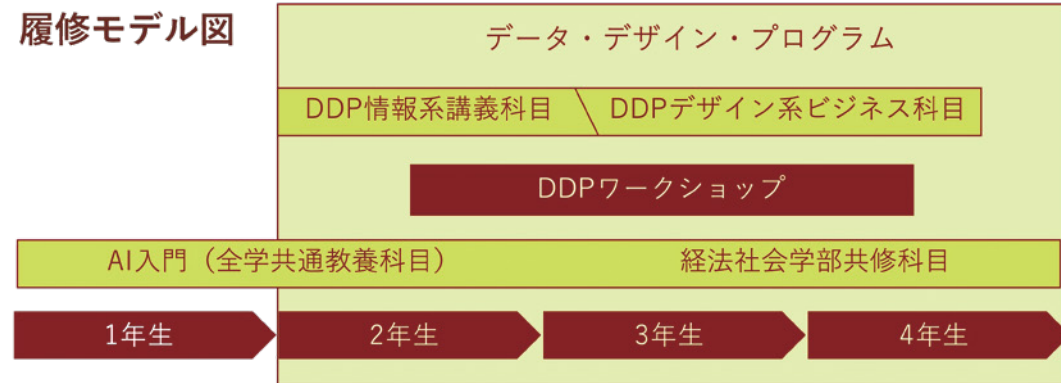 履修モデル図
データ・デザイン・プログラム
DDP情報系講義科目
DDPデザイン系ビジネス科目
DDPワークショップ
AI入門（全学共通教養科目）
経法社会学部共修科目
1年生
2年生
3年生
4年生